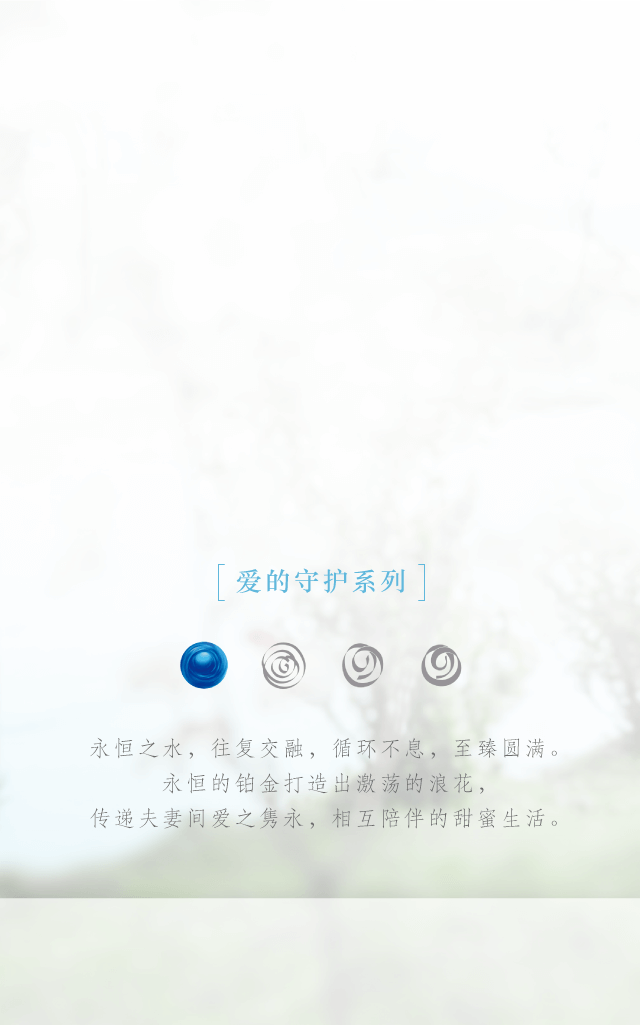 [爱的守护系列]
永恒之水，往复交融，循环不息，至臻圆满。
永恒的铂金打造出激荡的浪花，
传递夫妻间爱之隽永，相互陪伴的甜蜜生活。